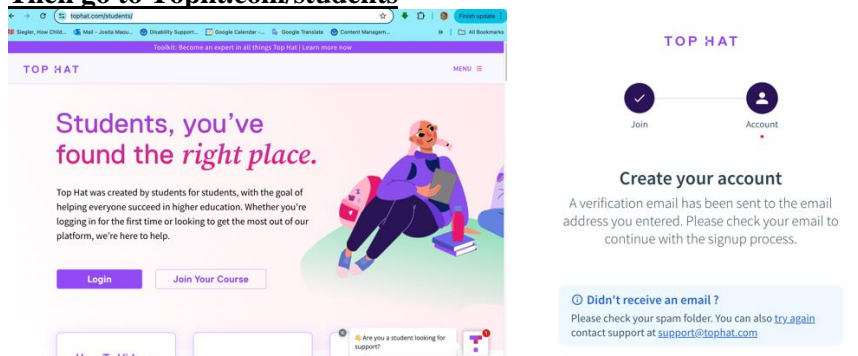 Then go to Topht.com/students
tophat.com/students/
Finish update
Siegler, How Child...
Mail - Josita Maou...
Disability Support...
Google Calendar -...
Google Translate
Content Managem...
All Bookmarks
Toolkit: Become an expert in all things Top Hat | Learn more now
TOP HAT
MENU
Students, you've
found the right place.
Top Hat was created by students for students, with the goal of
helping everyone succeed in higher education. Whether you're
logging in for the first time or looking to get the most out of our
platform, we're here to help.
Login
Join Your Course
Are you a student looking for
support?
1
TOP HAT
Join
Account
Create your account
A verification email has been sent to the email
address you entered. Please check your email to
continue with the signup process.
Didn't receive an email ?
Please check your spam folder. You can also try again
contact support at support@tophat.com